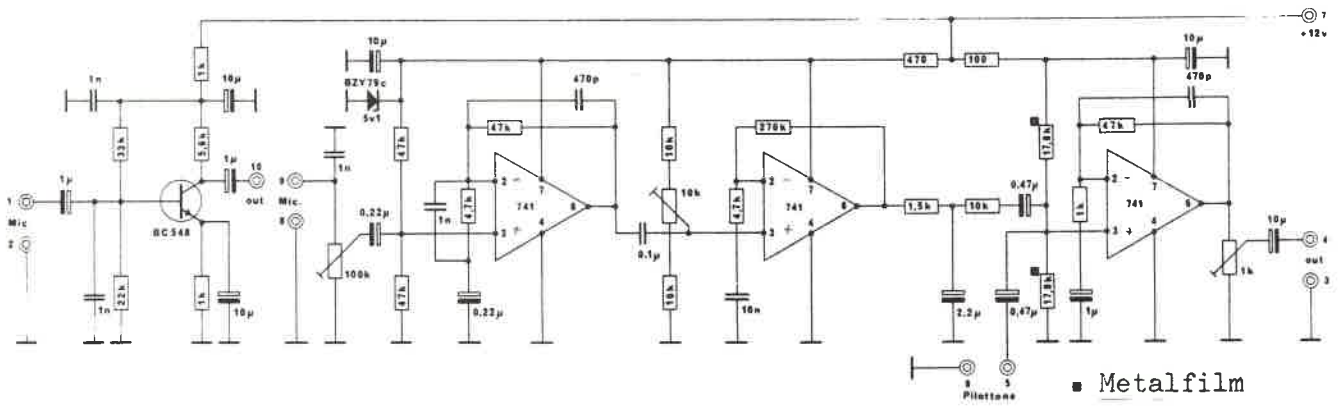 7
+12v
10µ
10µ
1n
1k
10µ
BZY79c
5v1
470p
470
100
470p
47k
270k
47k
33k
5,6k
1µ
10
out
1n
47k
10k
17,8k
1
1µ
Mic
2
BC548
9
Mic.
8
0,22µ
100k
1n
4,7k
2
−
741
3
+
7
4
6
0,1µ
10k
4,7k
2
−
741
3
+
7
4
6
1,5k
10k
0,47µ
1k
2
-
741
3
+
7
4
6
10µ
4
out
3
1k
1n
22k
1k
10µ
47k
0,22µ
10k
10n
2,2µ
0,47µ
17,8k
1µ
5
Pilottone
▪ Metalfilm